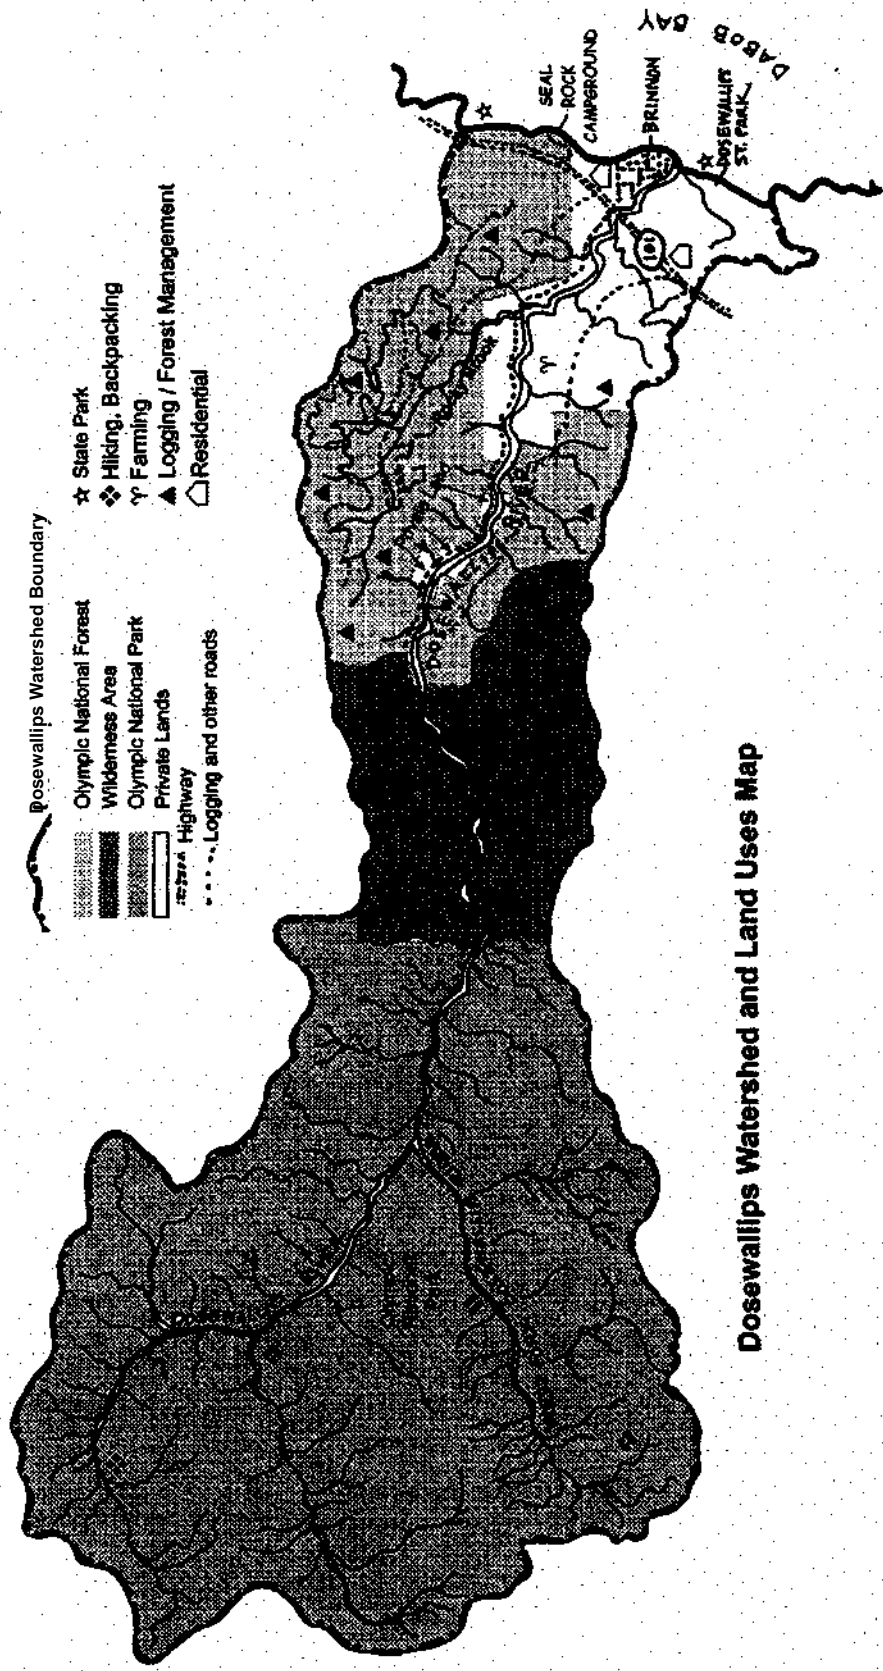 Dosewallips Watershed Boundary
Olympic National Forest
Wilderness Area
Olympic National Park
Private Lands
Highway
Logging and other roads
☆ State Park
Hiking, Backpacking
♈ Farming
▲ Logging / Forest Management
Residential
DABOB BAY
SEAL
ROCK
CAMPGROUND
BRINNON
DOSEWALLIPS
ST. PARK
101
DOSEWALLIPS RIVER
Dosewallips Watershed and Land Uses Map